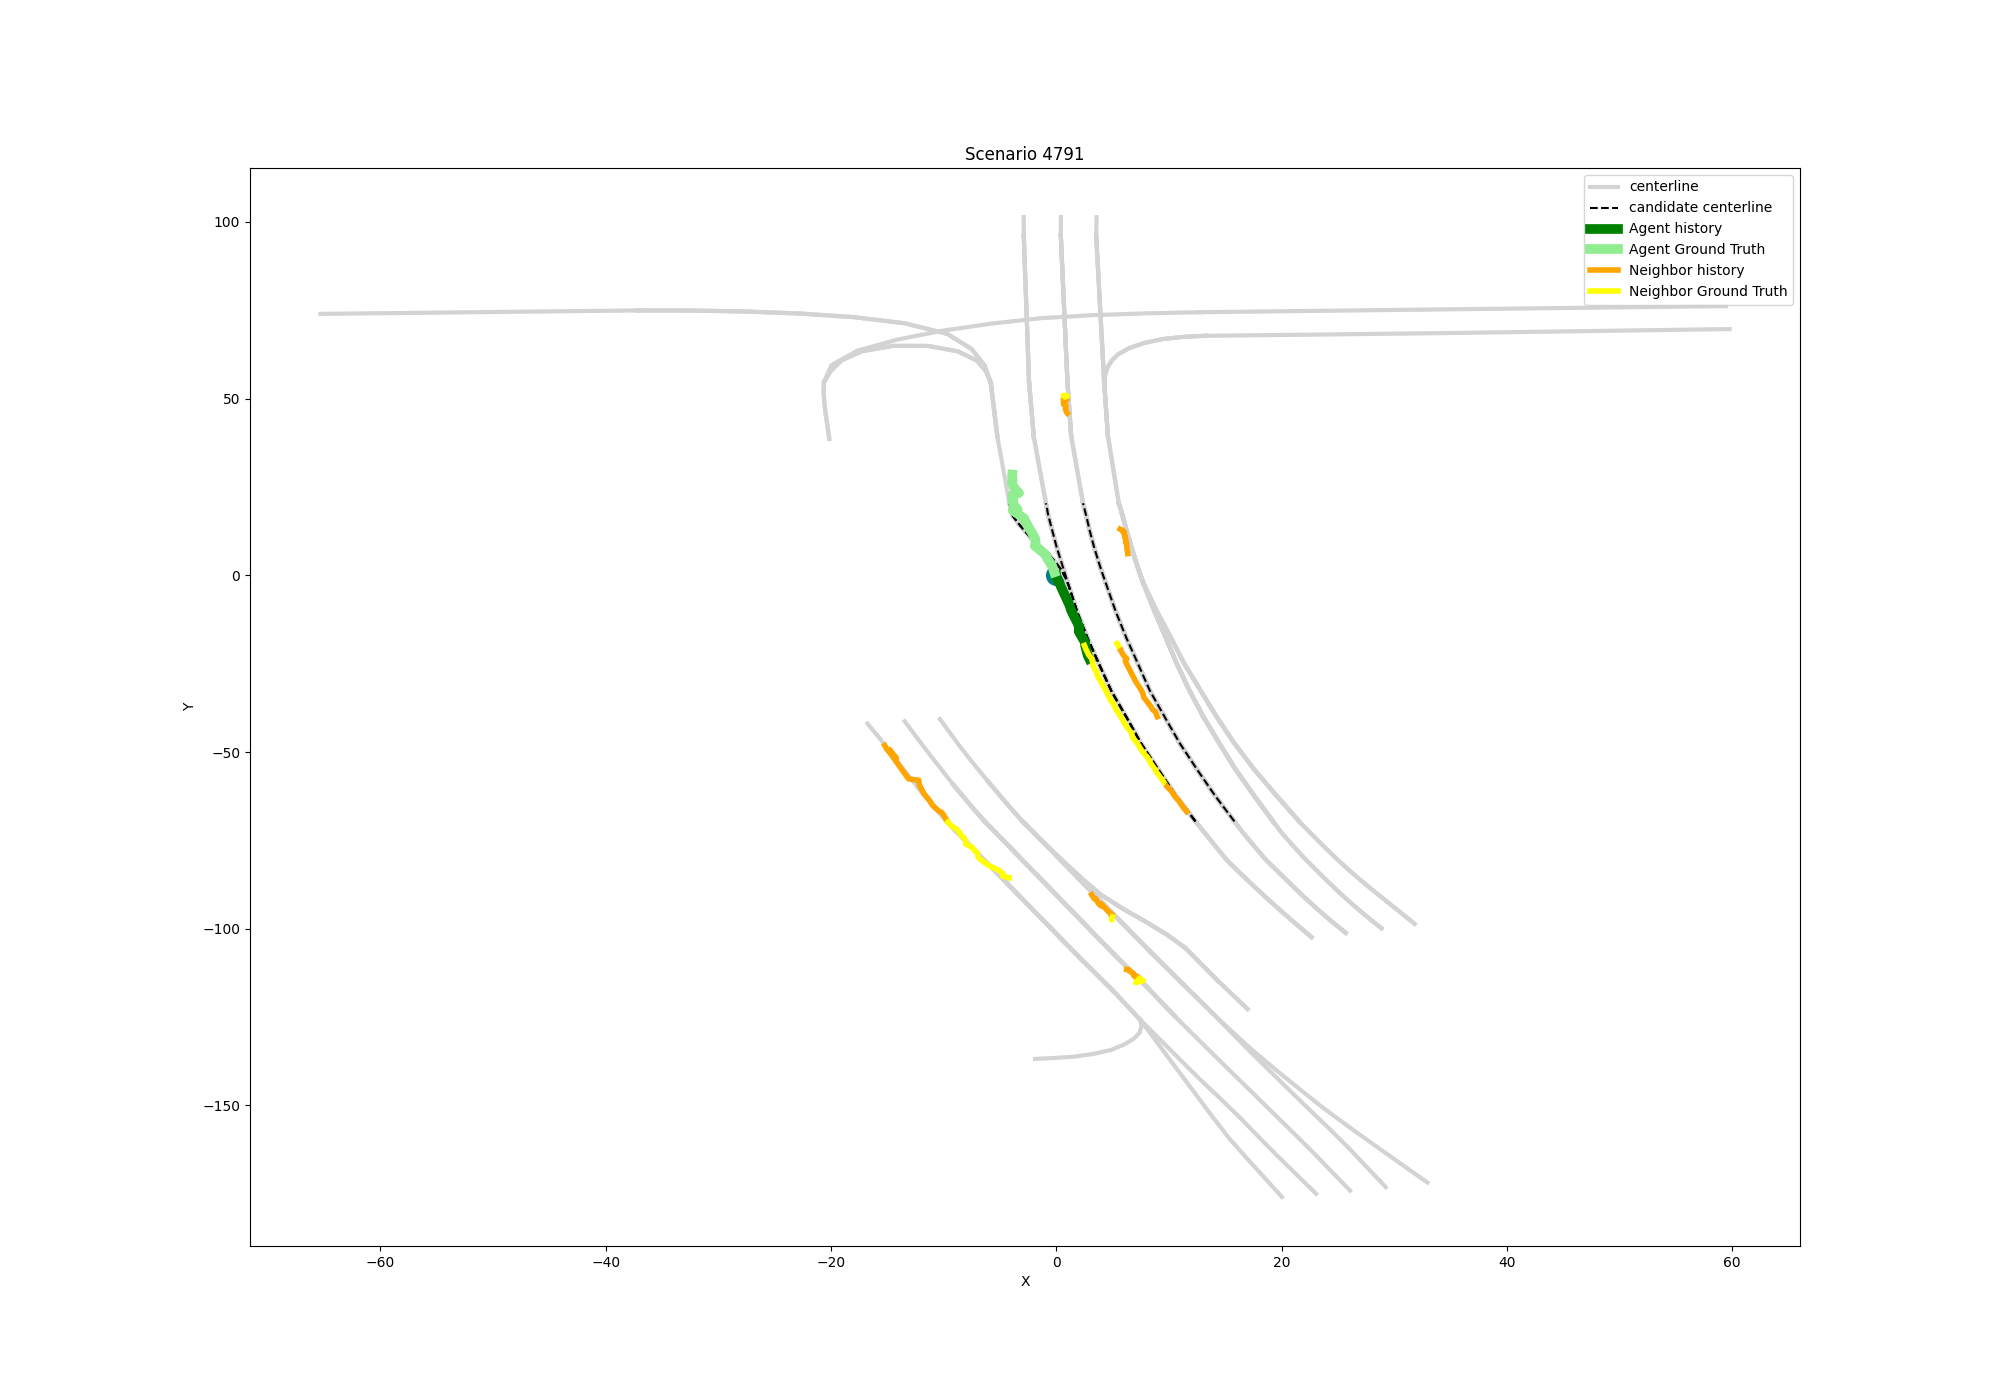 Scenario 4791
centerline
candidate centerline
Agent history
Agent Ground Truth
Neighbor history
Neighbor Ground Truth
100
50
0
−50
−100
−150
Y
−60
−40
−20
0
20
40
60
X